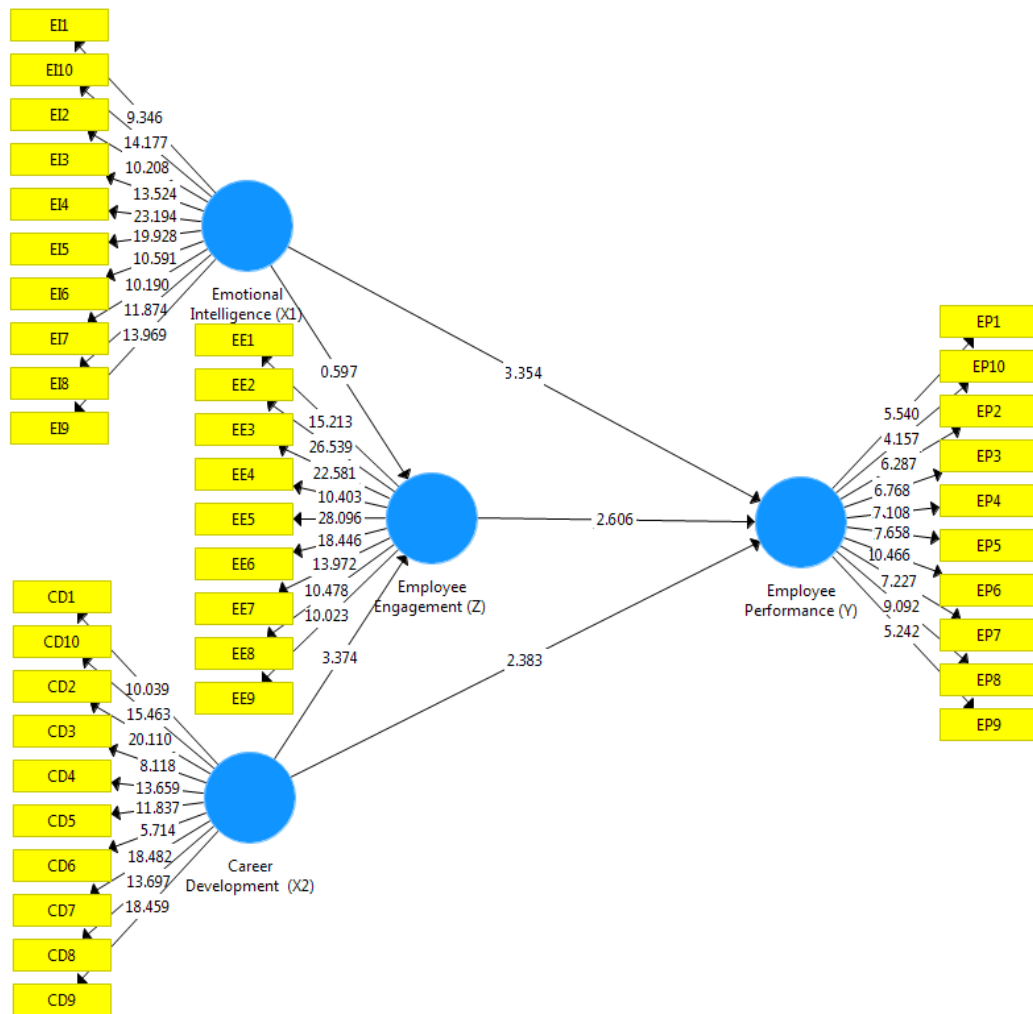 EI1
EI10
EI2
EI3
EI4
EI5
EI6
EI7
EI8
EI9
9.346
14.177
10.208
13.524
23.194
19.928
10.591
10.190
11.874
13.969
Emotional
Intelligence (X1)
0.597
3.354
EE1
EE2
EE3
EE4
EE5
EE6
EE7
EE8
EE9
15.213
26.539
22.581
10.403
28.096
18.446
13.972
10.478
10.023
Employee
Engagement (Z)
2.606
3.374
2.383
CD1
CD10
CD2
CD3
CD4
CD5
CD6
CD7
CD8
CD9
10.039
15.463
20.110
8.118
13.659
11.837
5.714
18.482
13.697
18.459
Career
Development (X2)
Employee
Performance (Y)
5.540
4.157
6.287
6.768
7.108
7.658
10.466
7.227
9.092
5.242
EP1
EP10
EP2
EP3
EP4
EP5
EP6
EP7
EP8
EP9